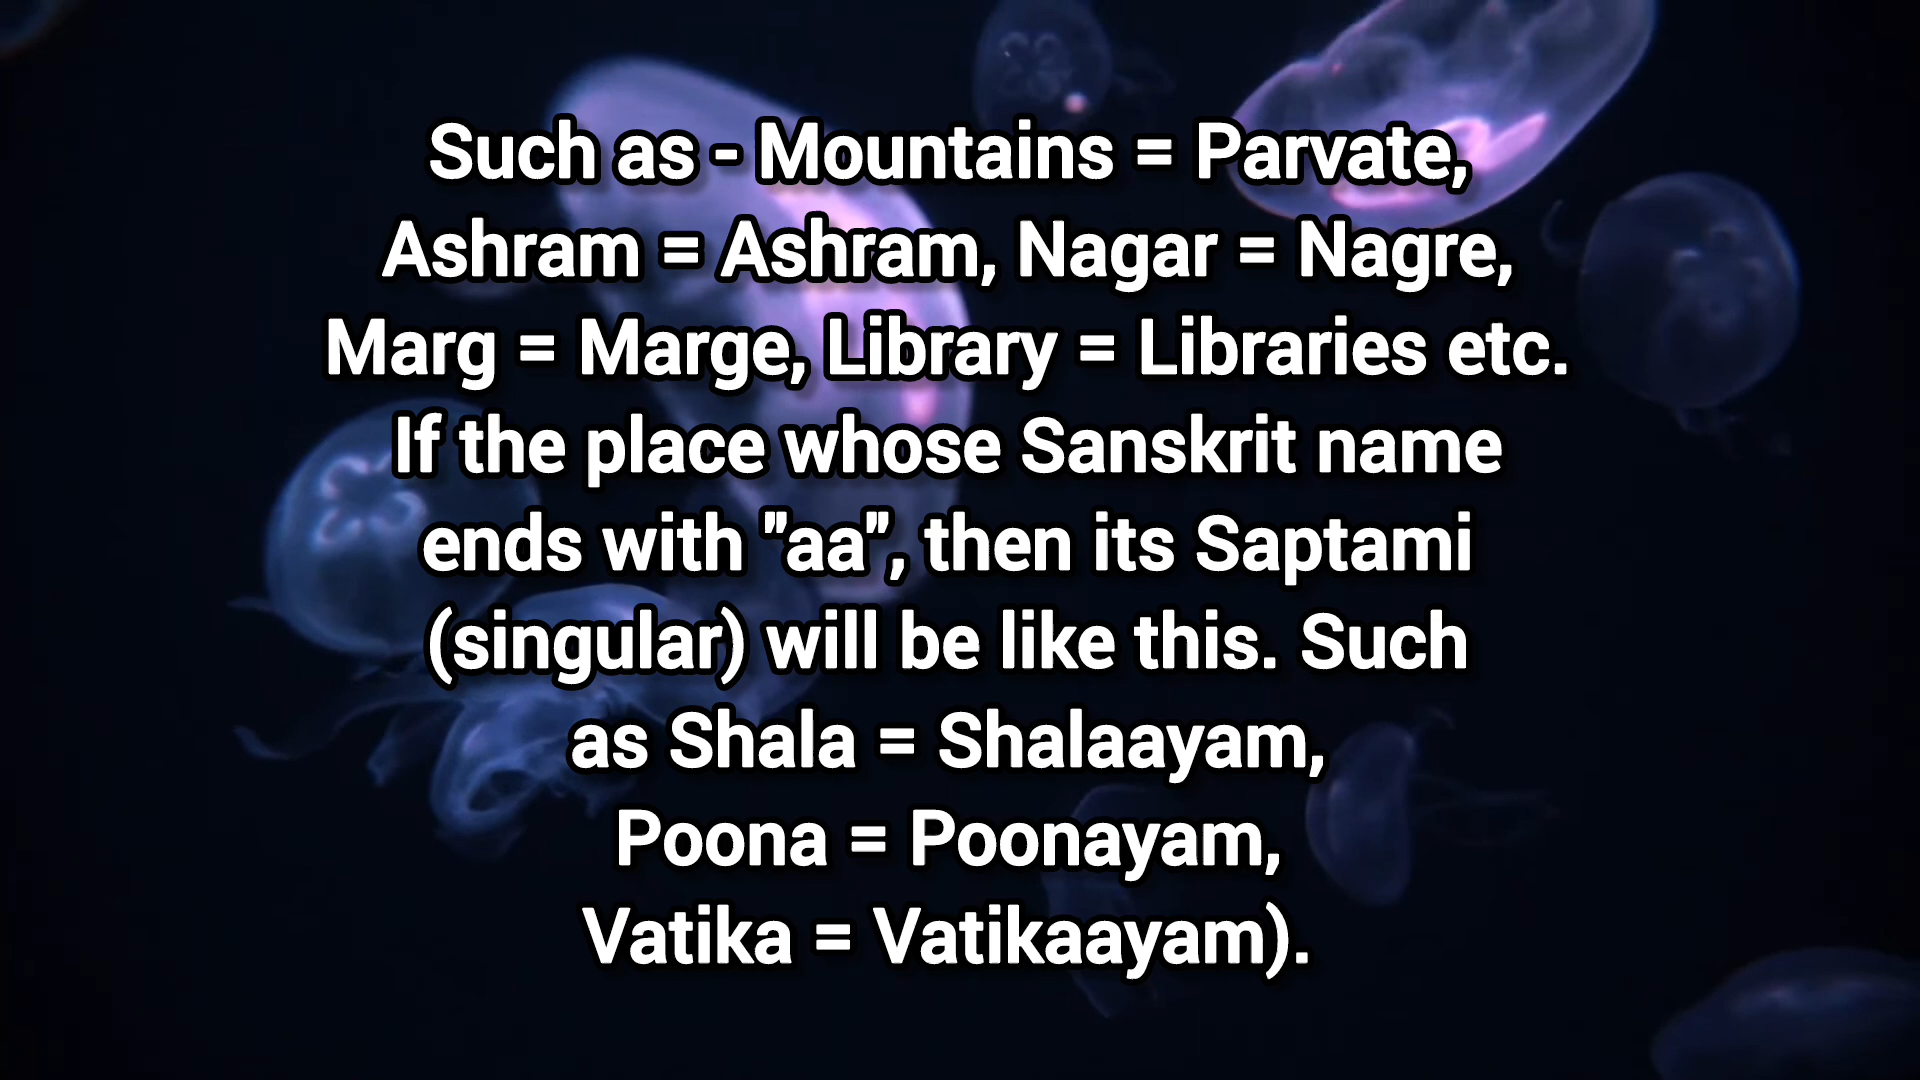 Such as - Mountains = Parvate,
Ashram = Ashram, Nagar = Nagre,
Marg = Marge, Library = Libraries etc.
If the place whose Sanskrit name
ends with "aa", then its Saptami
(singular) will be like this. Such
as Shala = Shalaayam,
Poona = Poonayam,
Vatika = Vatikaayam).